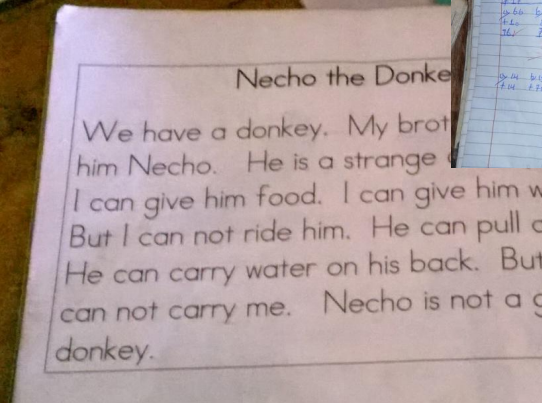 Necho the Donke
We have a donkey. My brot
him Necho. He is a strange
I can give him food. I can give him w
But I can not ride him. He can pull
He can carry water on his back. But
can not carry me. Necho is not a g
donkey.